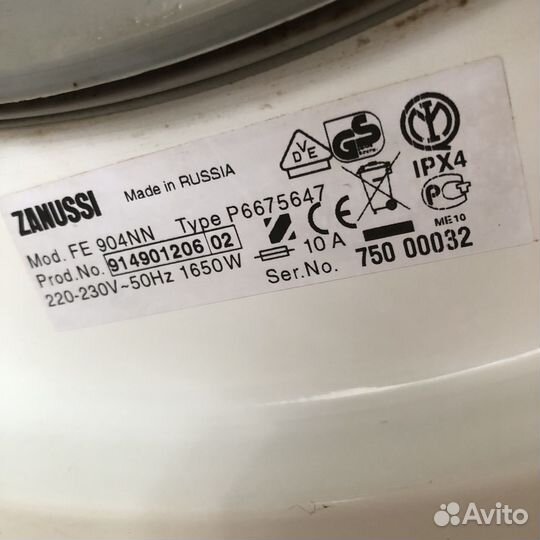 ZANUSSI Made in RUSSIA
Mod. FE 904NN Type P6675647
Prod.No. 914901206 02
220-230V~50Hz 1650W
10 A
Ser.No. 750 00032
VDE
GS
IPX4
ME10
Avito